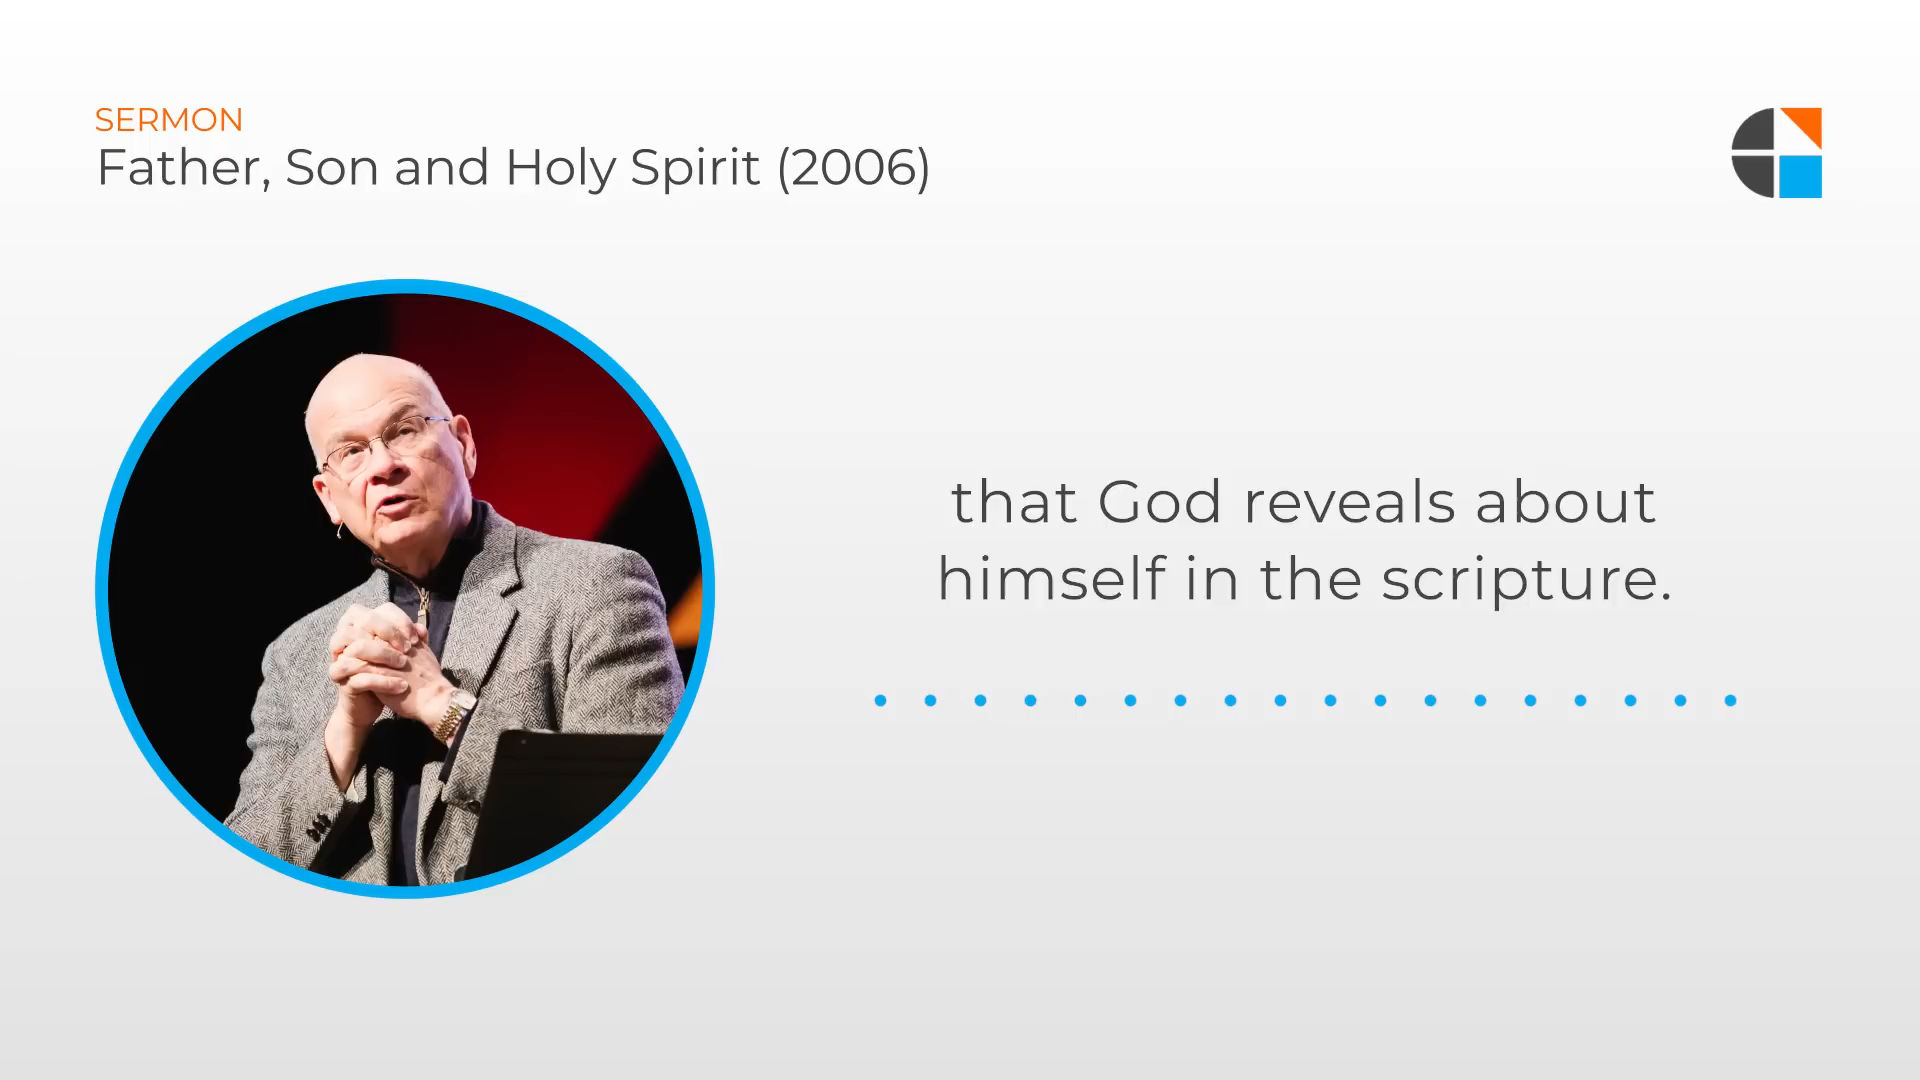 SERMON
Father, Son and Holy Spirit (2006)
that God reveals about
himself in the scripture.